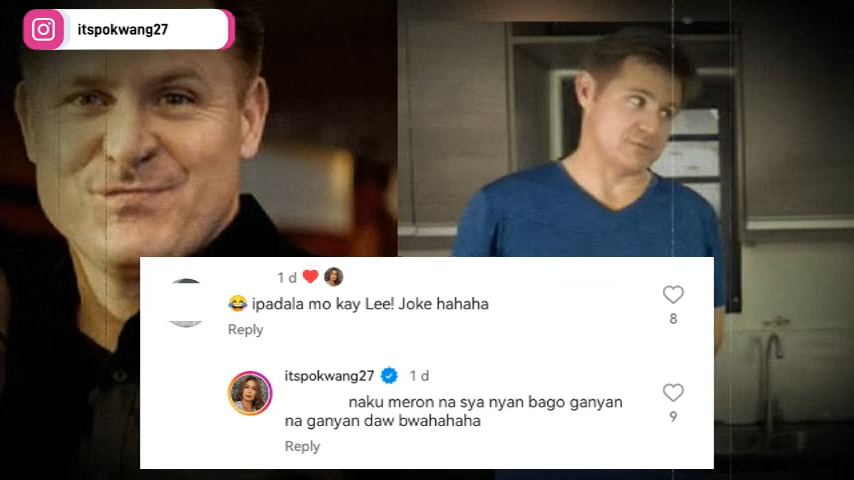 itspokwang27
1 d
😂 ipadala mo kay Lee! Joke hahaha
8
Reply
itspokwang27 1 d
naku meron na sya nyan bago ganyan
na ganyan daw bwahahaha
9
Reply